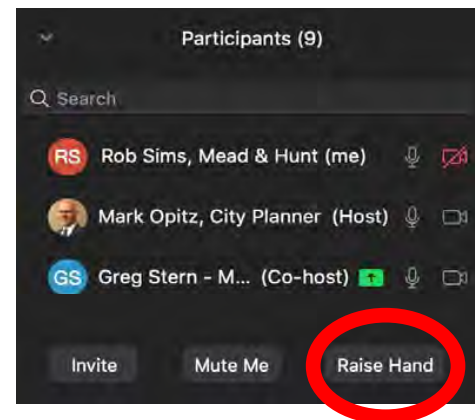 Participants (9)
Search
RS Rob Sims, Mead & Hunt (me)
Mark Opitz, City Planner (Host)
GS Greg Stern - M... (Co-host)
Invite Mute Me Raise Hand